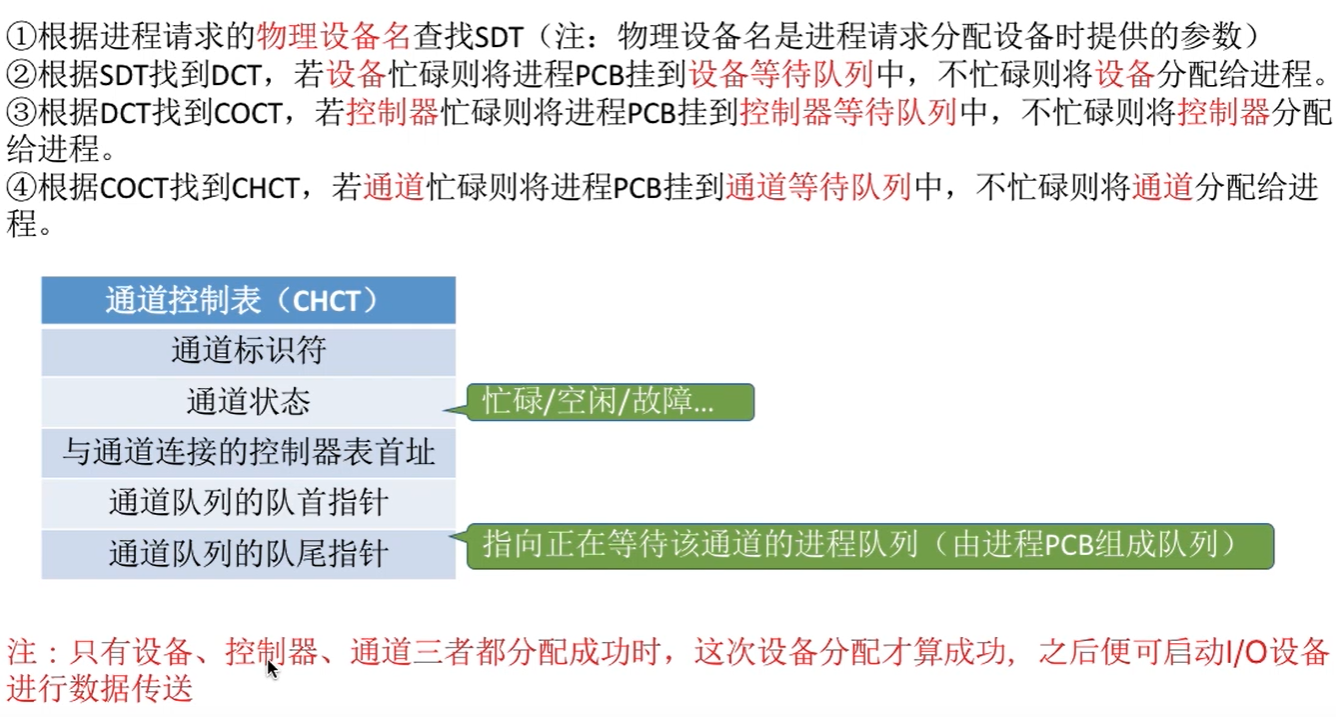 ①根据进程请求的物理设备名查找SDT（注：物理设备名是进程请求分配设备时提供的参数）
②根据SDT找到DCT，若设备忙碌则将进程PCB挂到设备等待队列中，不忙碌则将设备分配给进程。
③根据DCT找到COCT，若控制器忙碌则将进程PCB挂到控制器等待队列中，不忙碌则将控制器分配
给进程。
④根据COCT找到CHCT，若通道忙碌则将进程PCB挂到通道等待队列中，不忙碌则将通道分配给进
程。
通道控制表（CHCT）
通道标识符
通道状态
忙碌/空闲/故障...
与通道连接的控制器表首址
通道队列的队首指针
通道队列的队尾指针
指向正在等待该通道的进程队列（由进程PCB组成队列）
注：只有设备、控制器、通道三者都分配成功时，这次设备分配才算成功，之后便可启动I/O设备
进行数据传送